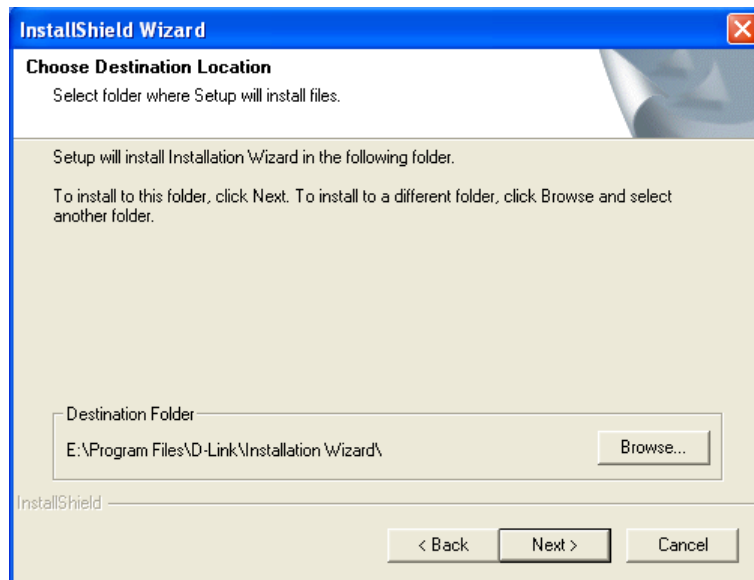 InstallShield Wizard
Choose Destination Location
Select folder where Setup will install files.
Setup will install Installation Wizard in the following folder.
To install to this folder, click Next. To install to a different folder, click Browse and select
another folder.
Destination Folder
E:\Program Files\D-Link\Installation Wizard\
Browse...
InstallShield
< Back
Next >
Cancel